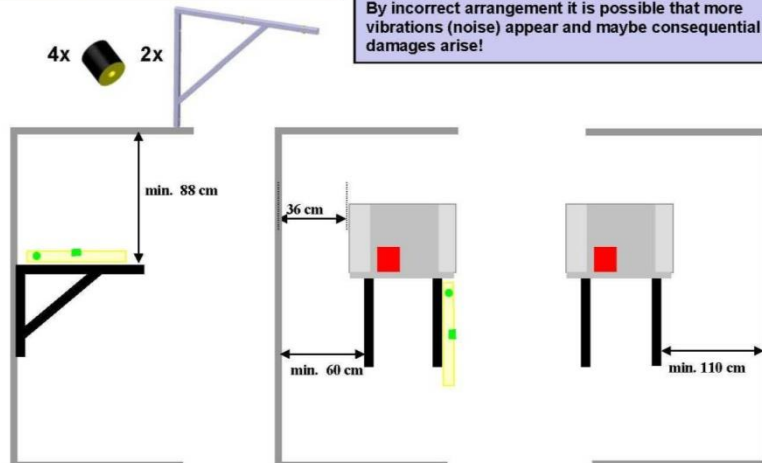 By incorrect arrangement it is possible that more
vibrations (noise) appear and maybe consequential
damages arise!
4x
2x
min. 88 cm
36 cm
min. 60 cm
min. 110 cm